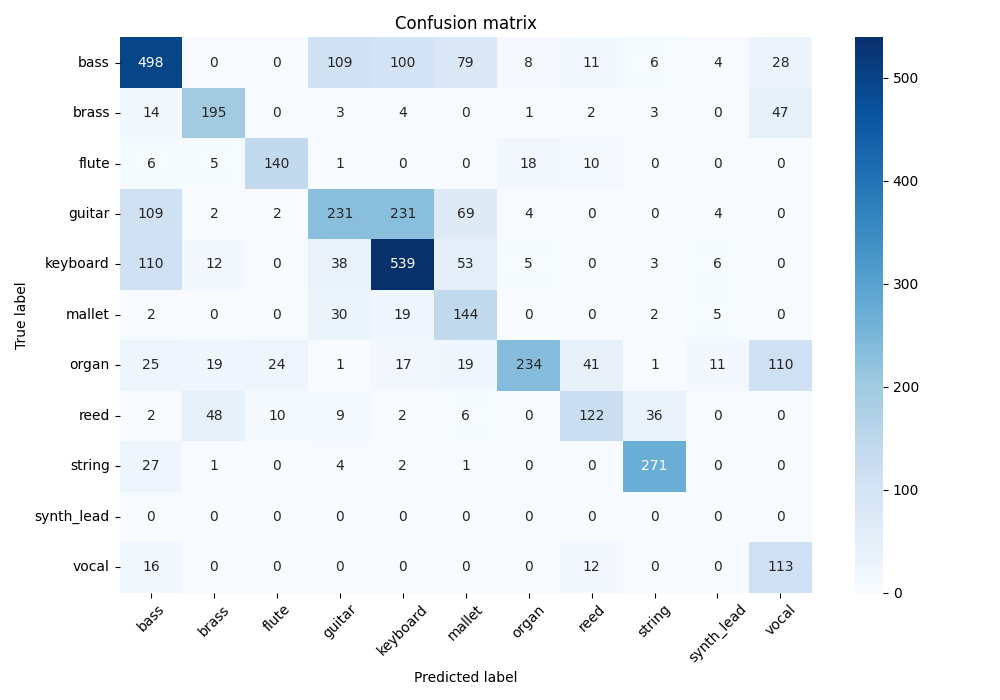 Confusion matrix
True label
bass 498 0 0 109 100 79 8 11 6 4 28
brass 14 195 0 3 4 0 1 2 3 0 47
flute 6 5 140 1 0 0 18 10 0 0 0
guitar 109 2 2 231 231 69 4 0 0 4 0
keyboard 110 12 0 38 539 53 5 0 3 6 0
mallet 2 0 0 30 19 144 0 0 2 5 0
organ 25 19 24 1 17 19 234 41 1 11 110
reed 2 48 10 9 2 6 0 122 36 0 0
string 27 1 0 4 2 1 0 0 271 0 0
synth_lead 0 0 0 0 0 0 0 0 0 0 0
vocal 16 0 0 0 0 0 0 12 0 0 113
bass brass flute guitar keyboard mallet organ reed string synth_lead vocal
Predicted label
500
400
300
200
100
0